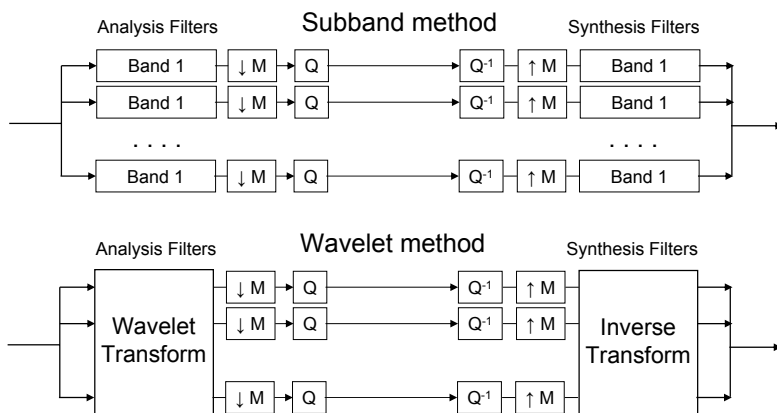 Subband method
Analysis Filters Synthesis Filters
Band 1 ↓ M Q Q⁻¹ ↑ M Band 1
Band 1 ↓ M Q Q⁻¹ ↑ M Band 1
. . . . . . . .
Band 1 ↓ M Q Q⁻¹ ↑ M Band 1
Wavelet method
Analysis Filters Synthesis Filters
↓ M Q Q⁻¹ ↑ M
↓ M Q Q⁻¹ ↑ M
Wavelet Transform Inverse Transform
↓ M Q Q⁻¹ ↑ M